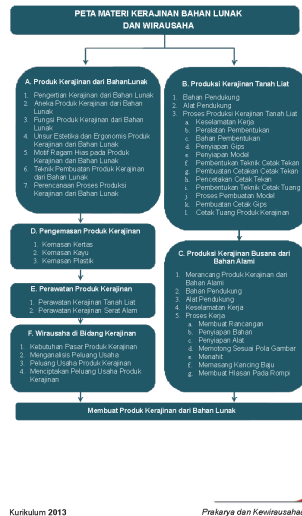 PETA MATERI KERAJINAN BAHAN LUNAK
DAN WIRAUSAHA
A. Produk Kerajinan dari BahanLunak
1. Pengertian Kerajinan dari Bahan Lunak
2. Aneka Produk Kerajinan dari Bahan
Lunak
3. Fungsi Produk Kerajinan dari Bahan
Lunak
4. Unsur Estetika dan Ergonomis Produk
Kerajinan dari Bahan Lunak
5. Motif Ragam Hias pada Produk
Kerajinan dari Bahan Lunak
6. Teknik Pembuatan Produk Kerajinan
dari Bahan Lunak
7. Perencanaan Proses Produksi
Kerajinan dari Bahan Lunak
D. Pengemasan Produk Kerajinan
1. Kemasan Kertas
2. Kemasan Kayu
3. Kemasan Plastik
E. Perawatan Produk Kerajinan
1. Perawatan Kerajinan Tanah Liat
2. Perawatan Kerajinan Serat Alam
F. Wirausaha di Bidang Kerajinan
1. Kebutuhan Pasar Produk Kerajinan
2. Menganalisis Peluang Usaha
3. Peluang Usaha Produk Kerajinan
4. Menciptakan Peluang Usaha Produk
Kerajinan
B. Produksi Kerajinan Tanah Liat
1. Bahan Pendukung
2. Alat Pendukung
3. Proses Produksi Kerajinan Tanah Liat
a. Keselamatan Kerja
b. Peralatan Pembentukan
c. Bahan Pembentukan
d. Penyiapan Gips
e. Penyiapan Model
f. Pembentukan Teknik Cetak Tekan
g. Pembuatan Cetakan Cetak Tekan
h. Pencetakan Cetak Tekan
i. Pembentukan Teknik Cetak Tuang
j. Proses Pembuatan Model
k. Pembuatan Cetak Gips
l. Cetak Tuang Produk Kerajinan
C. Produksi Kerajinan Busana dari
Bahan Alami
1. Merancang Produk Kerajinan dari
Bahan Alami
2. Bahan Pendukung
3. Alat Pendukung
4. Keselamatan Kerja
5. Proses Kerja
a. Membuat Rancangan
b. Penyiapan Bahan
c. Penyiapan Alat
d. Memotong Sesuai Pola Gambar
e. Menahit
f. Memasang Kancing Baju
g. Membuat HIasan Pada Rompi
Membuat Produk Kerajinan dari Bahan Lunak
Kurikulum 2013
Prakarya dan Kewirausahaan